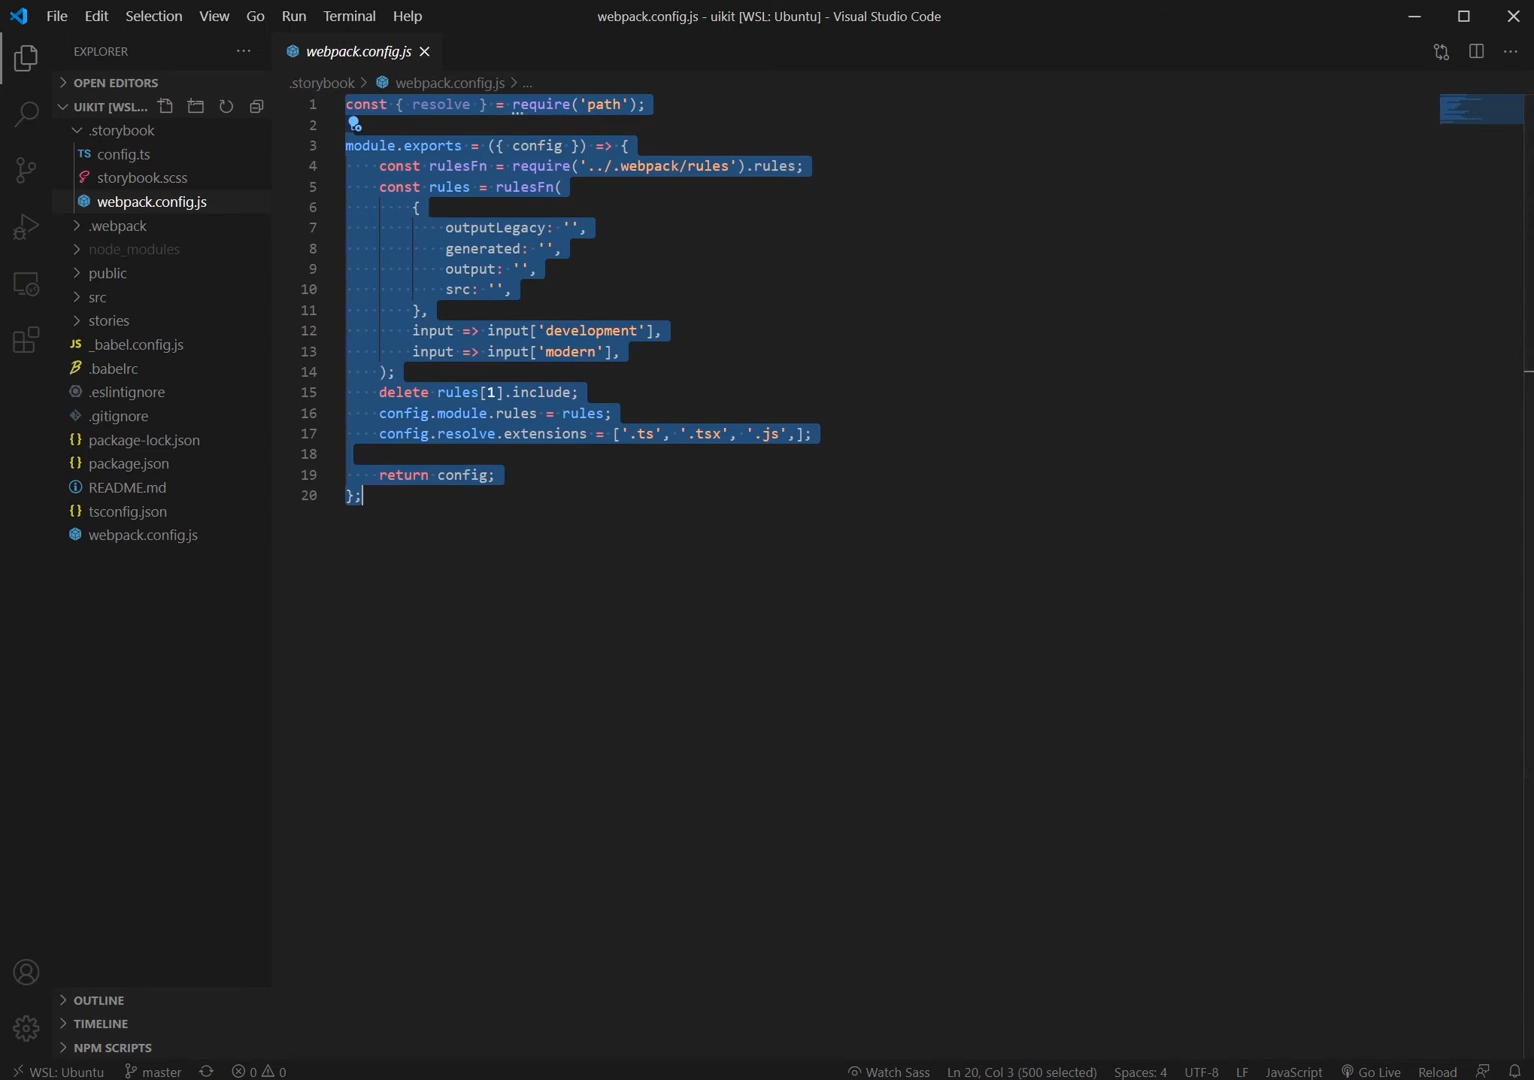 File Edit Selection View Go Run Terminal Help
webpack.config.js - uikit [WSL: Ubuntu] - Visual Studio Code
EXPLORER
OPEN EDITORS
UIKIT [WSL...
.storybook
TS config.ts
storybook.scss
webpack.config.js
.webpack
node_modules
public
src
stories
JS _babel.config.js
.babelrc
.eslintignore
.gitignore
{} package-lock.json
{} package.json
README.md
{} tsconfig.json
webpack.config.js
OUTLINE
TIMELINE
NPM SCRIPTS
webpack.config.js
.storybook > webpack.config.js > ...
1 const { resolve } = require('path');
2
3 module.exports = ({ config }) => {
4 const rulesFn = require('../.webpack/rules').rules;
5 const rules = rulesFn(
6 {
7 outputLegacy: '',
8 generated: '',
9 output: '',
10 src: '',
11 },
12 input => input['development'],
13 input => input['modern'],
14 );
15 delete rules[1].include;
16 config.module.rules = rules;
17 config.resolve.extensions = ['.ts', '.tsx', '.js',];
18
19 return config;
20 };
WSL: Ubuntu master 0 0 Watch Sass Ln 20, Col 3 (500 selected) Spaces: 4 UTF-8 LF JavaScript Go Live Reload